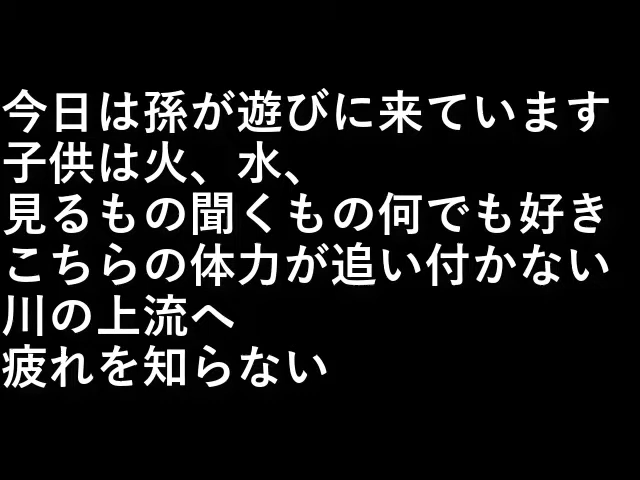 今日は孫が遊びに来ています
子供は火、水、
見るもの聞くもの何でも好き
こちらの体力が追い付かない
川の上流へ
疲れを知らない